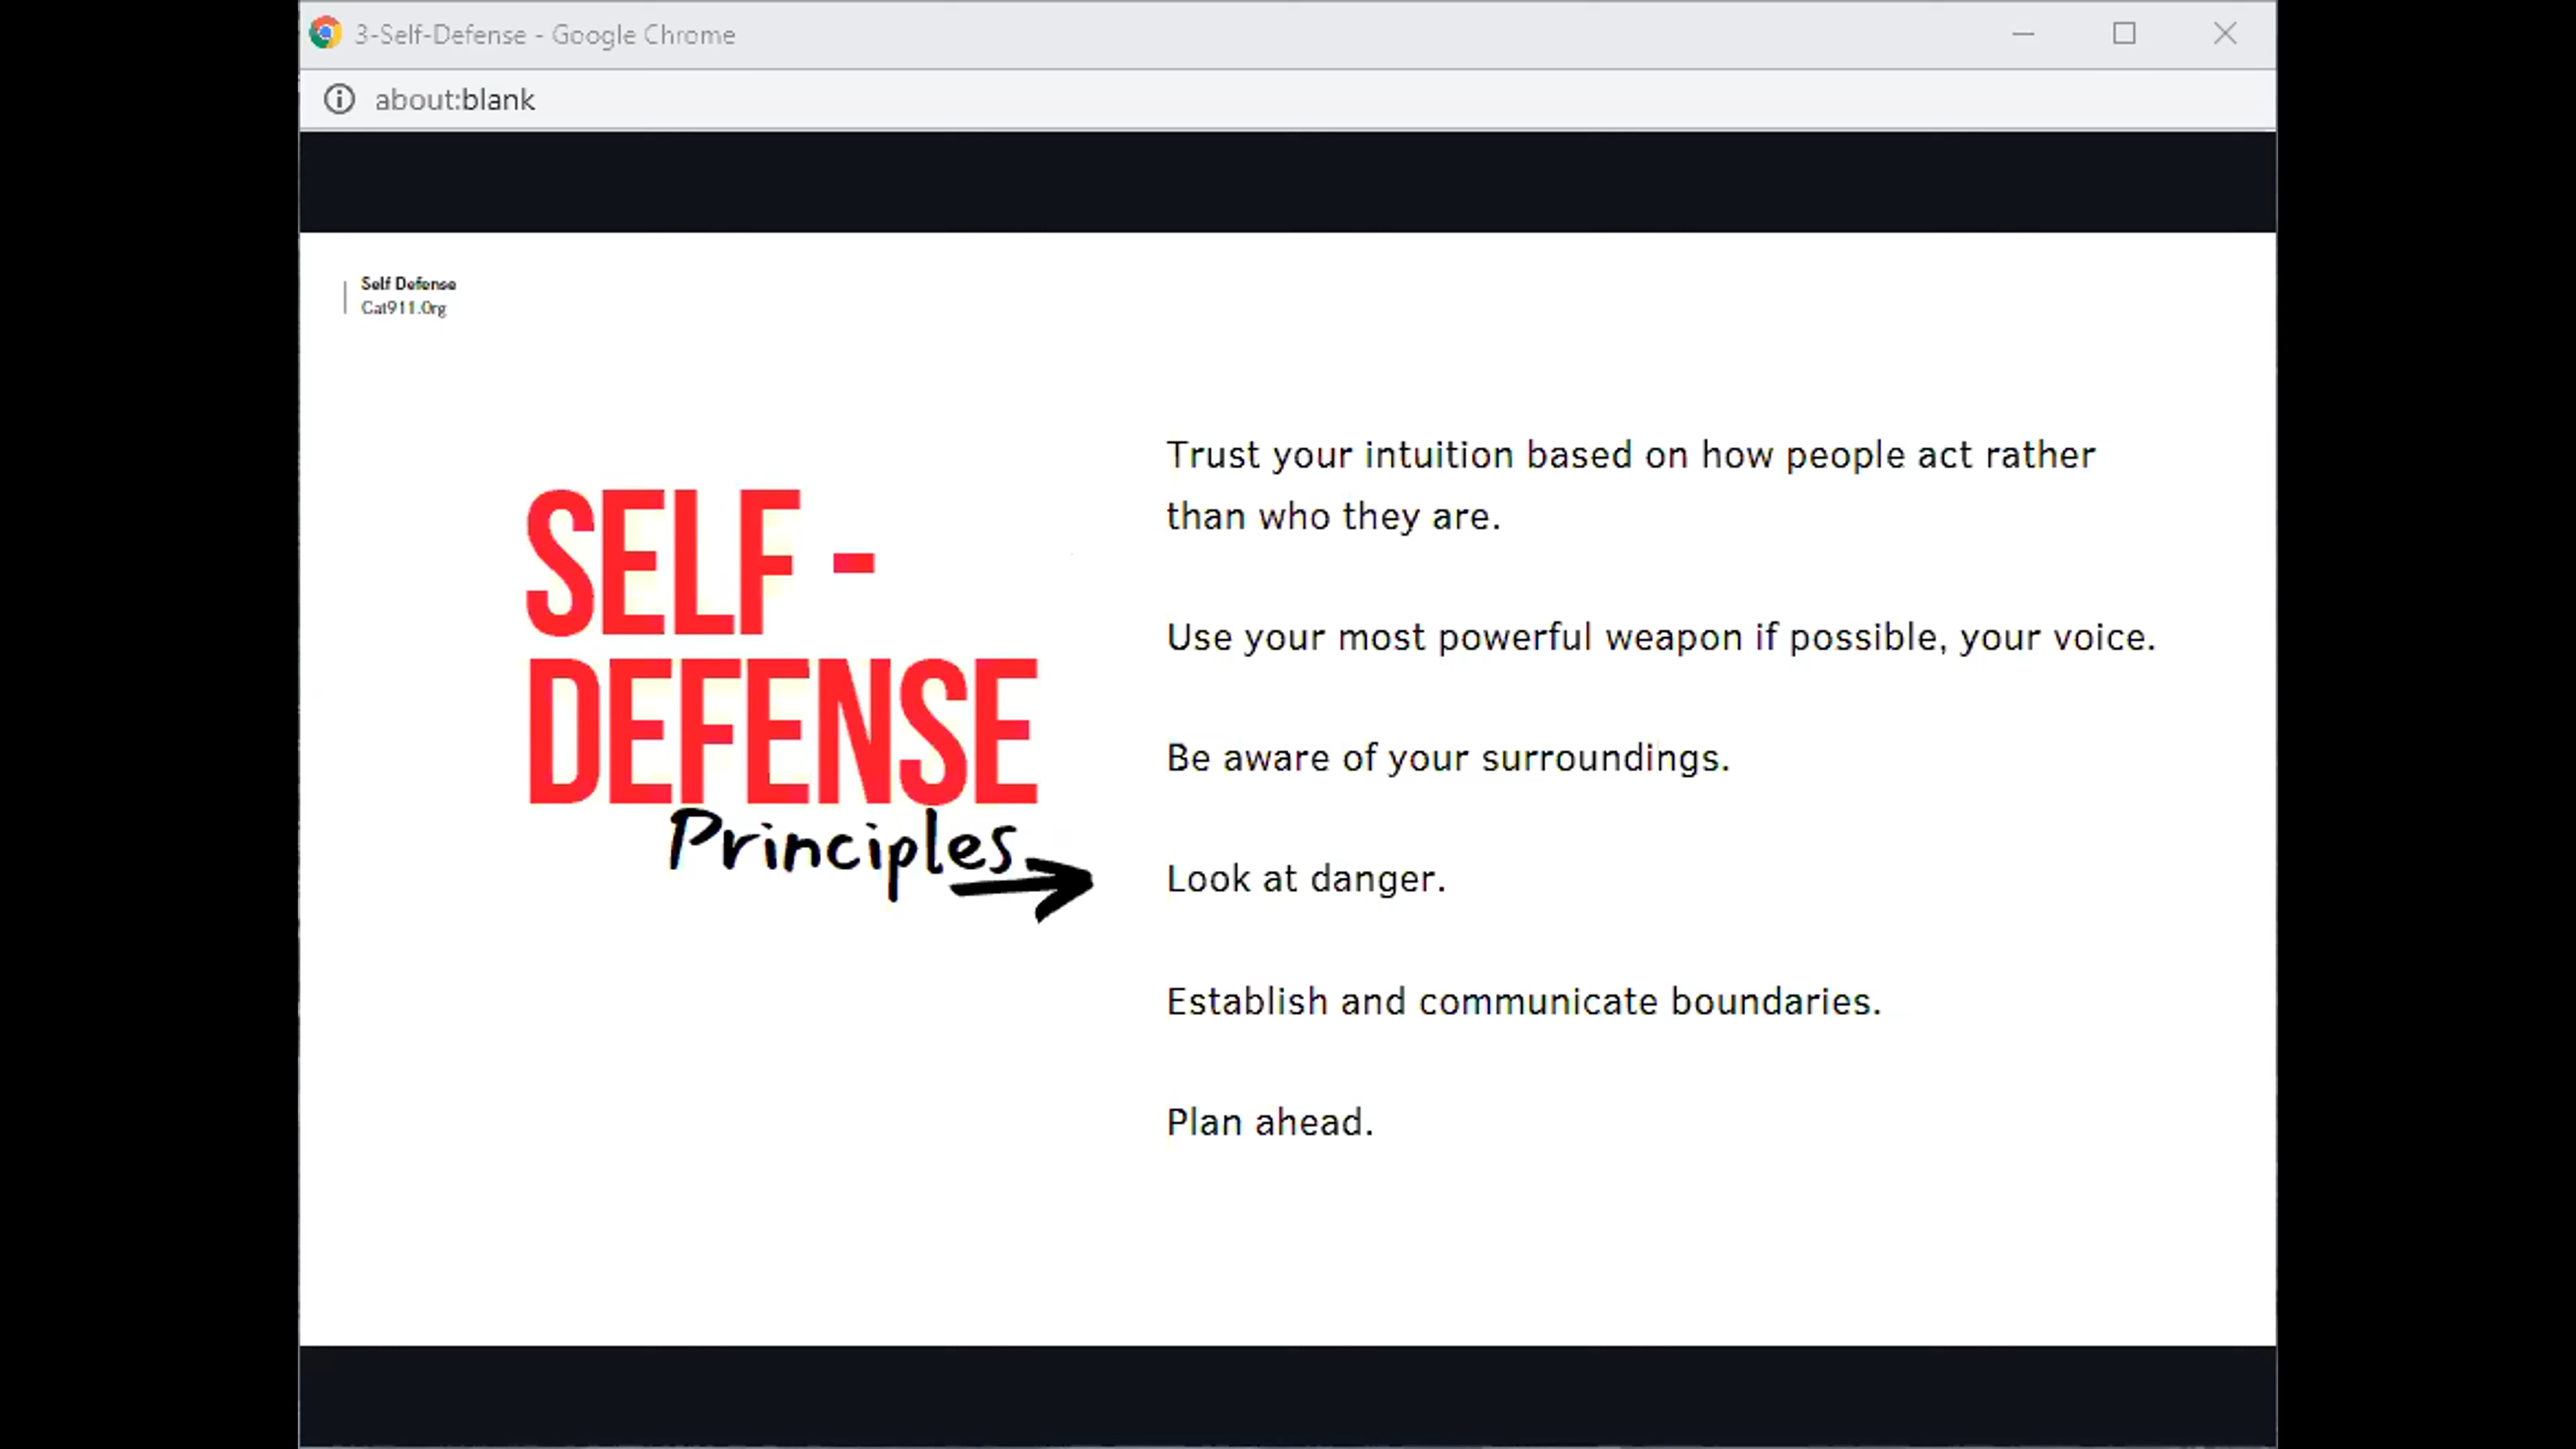 3-Self-Defense - Google Chrome
about:blank
Self Defense
Cat911.Org
SELF -
DEFENSE
Principles
Trust your intuition based on how people act rather
than who they are.
Use your most powerful weapon if possible, your voice.
Be aware of your surroundings.
Look at danger.
Establish and communicate boundaries.
Plan ahead.